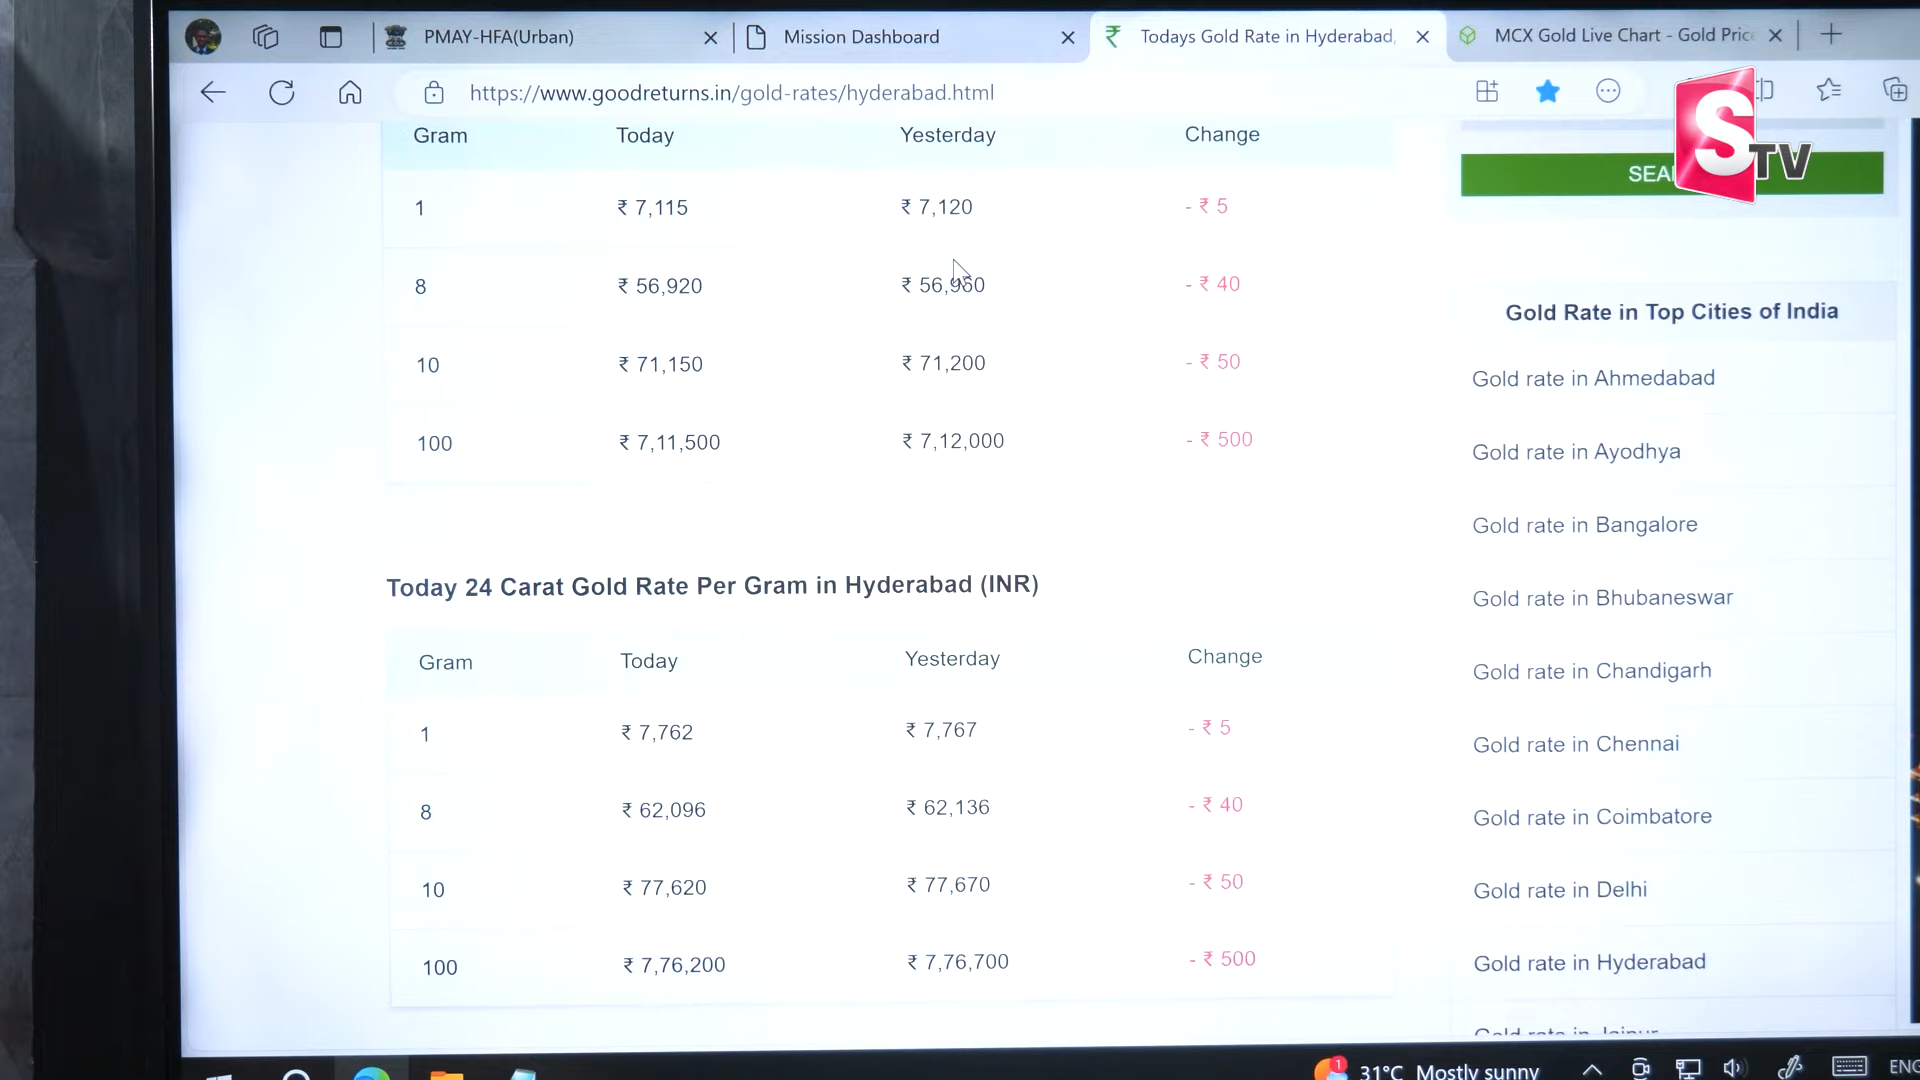 PMAY-HFA(Urban)
Mission Dashboard
Todays Gold Rate in Hyderabad,
MCX Gold Live Chart - Gold Pric
https://www.goodreturns.in/gold-rates/hyderabad.html
STV
Gram Today Yesterday Change
SEA
1 ₹ 7,115 ₹ 7,120 - ₹ 5
8 ₹ 56,920 ₹ 56,960 - ₹ 40
10 ₹ 71,150 ₹ 71,200 - ₹ 50
100 ₹ 7,11,500 ₹ 7,12,000 - ₹ 500
Today 24 Carat Gold Rate Per Gram in Hyderabad (INR)
Gram Today Yesterday Change
1 ₹ 7,762 ₹ 7,767 - ₹ 5
8 ₹ 62,096 ₹ 62,136 - ₹ 40
10 ₹ 77,620 ₹ 77,670 - ₹ 50
100 ₹ 7,76,200 ₹ 7,76,700 - ₹ 500
Gold Rate in Top Cities of India
Gold rate in Ahmedabad
Gold rate in Ayodhya
Gold rate in Bangalore
Gold rate in Bhubaneswar
Gold rate in Chandigarh
Gold rate in Chennai
Gold rate in Coimbatore
Gold rate in Delhi
Gold rate in Hyderabad
Gold rate in Jaipur
1
31°C Mostly sunny
ENG